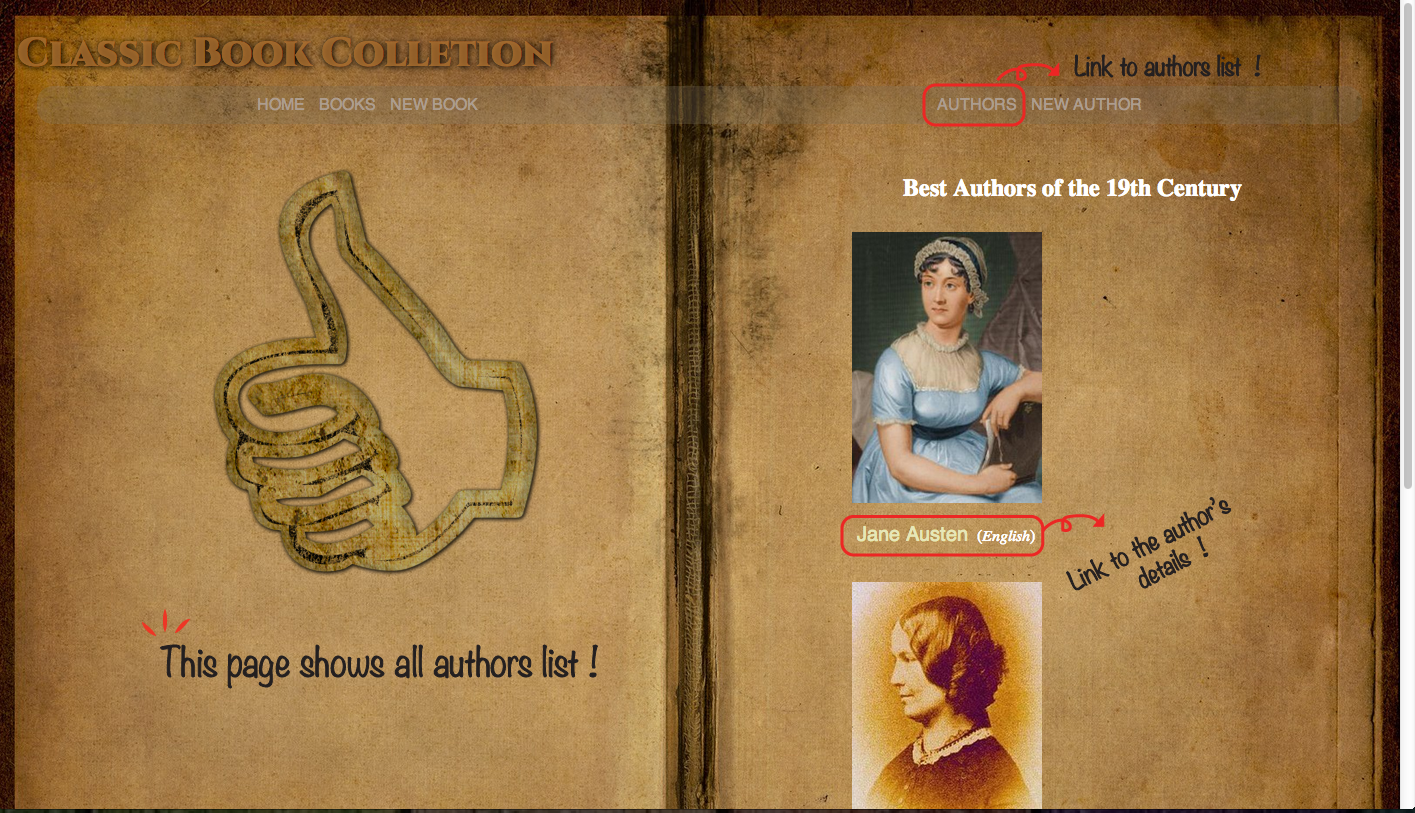 Classic Book Colletion
Link to authors list !
HOME BOOKS NEW BOOK
AUTHORS NEW AUTHOR
Best Authors of the 19th Century
Jane Austen (English)
Link to the author's
details !
This page shows all authors list !